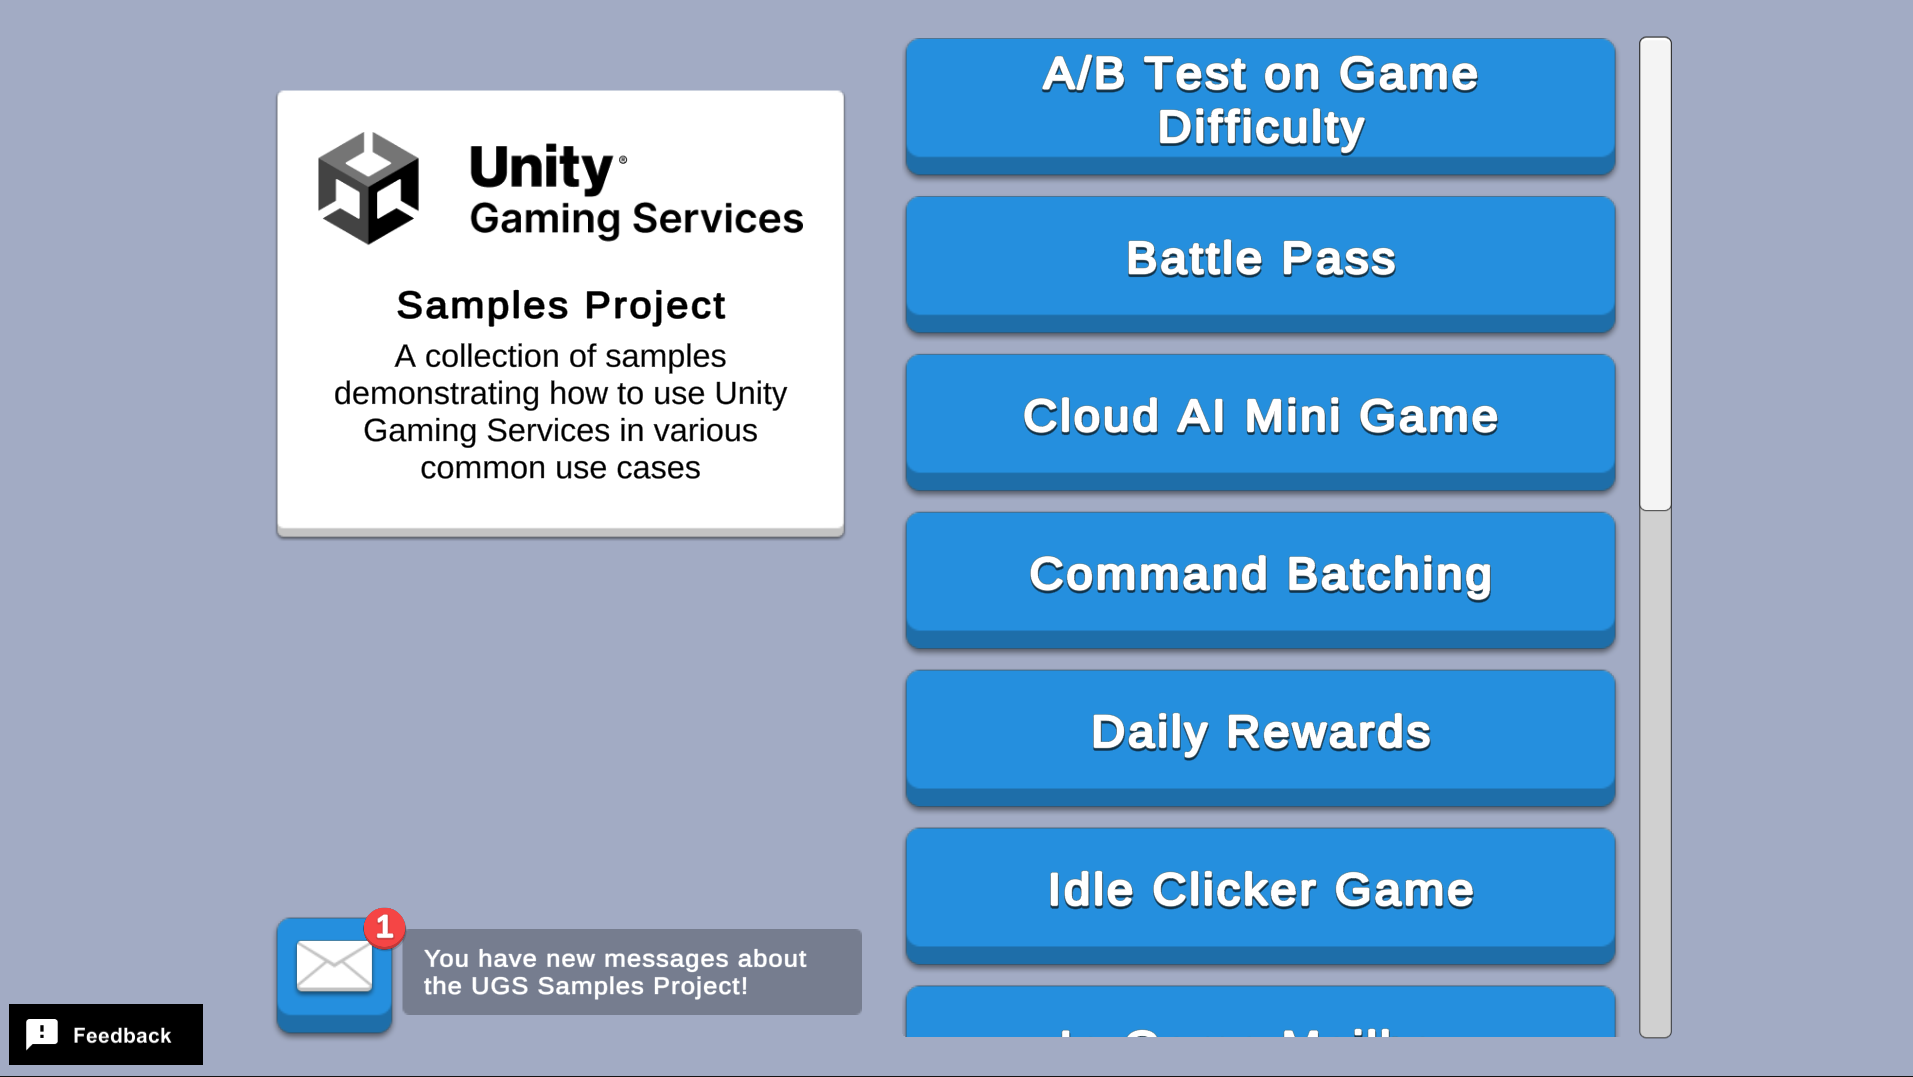 Unity®
Gaming Services
Samples Project
A collection of samples
demonstrating how to use Unity
Gaming Services in various
common use cases
A/B Test on Game
Difficulty
Battle Pass
Cloud AI Mini Game
Command Batching
Daily Rewards
Idle Clicker Game
1
You have new messages about
the UGS Samples Project!
Feedback